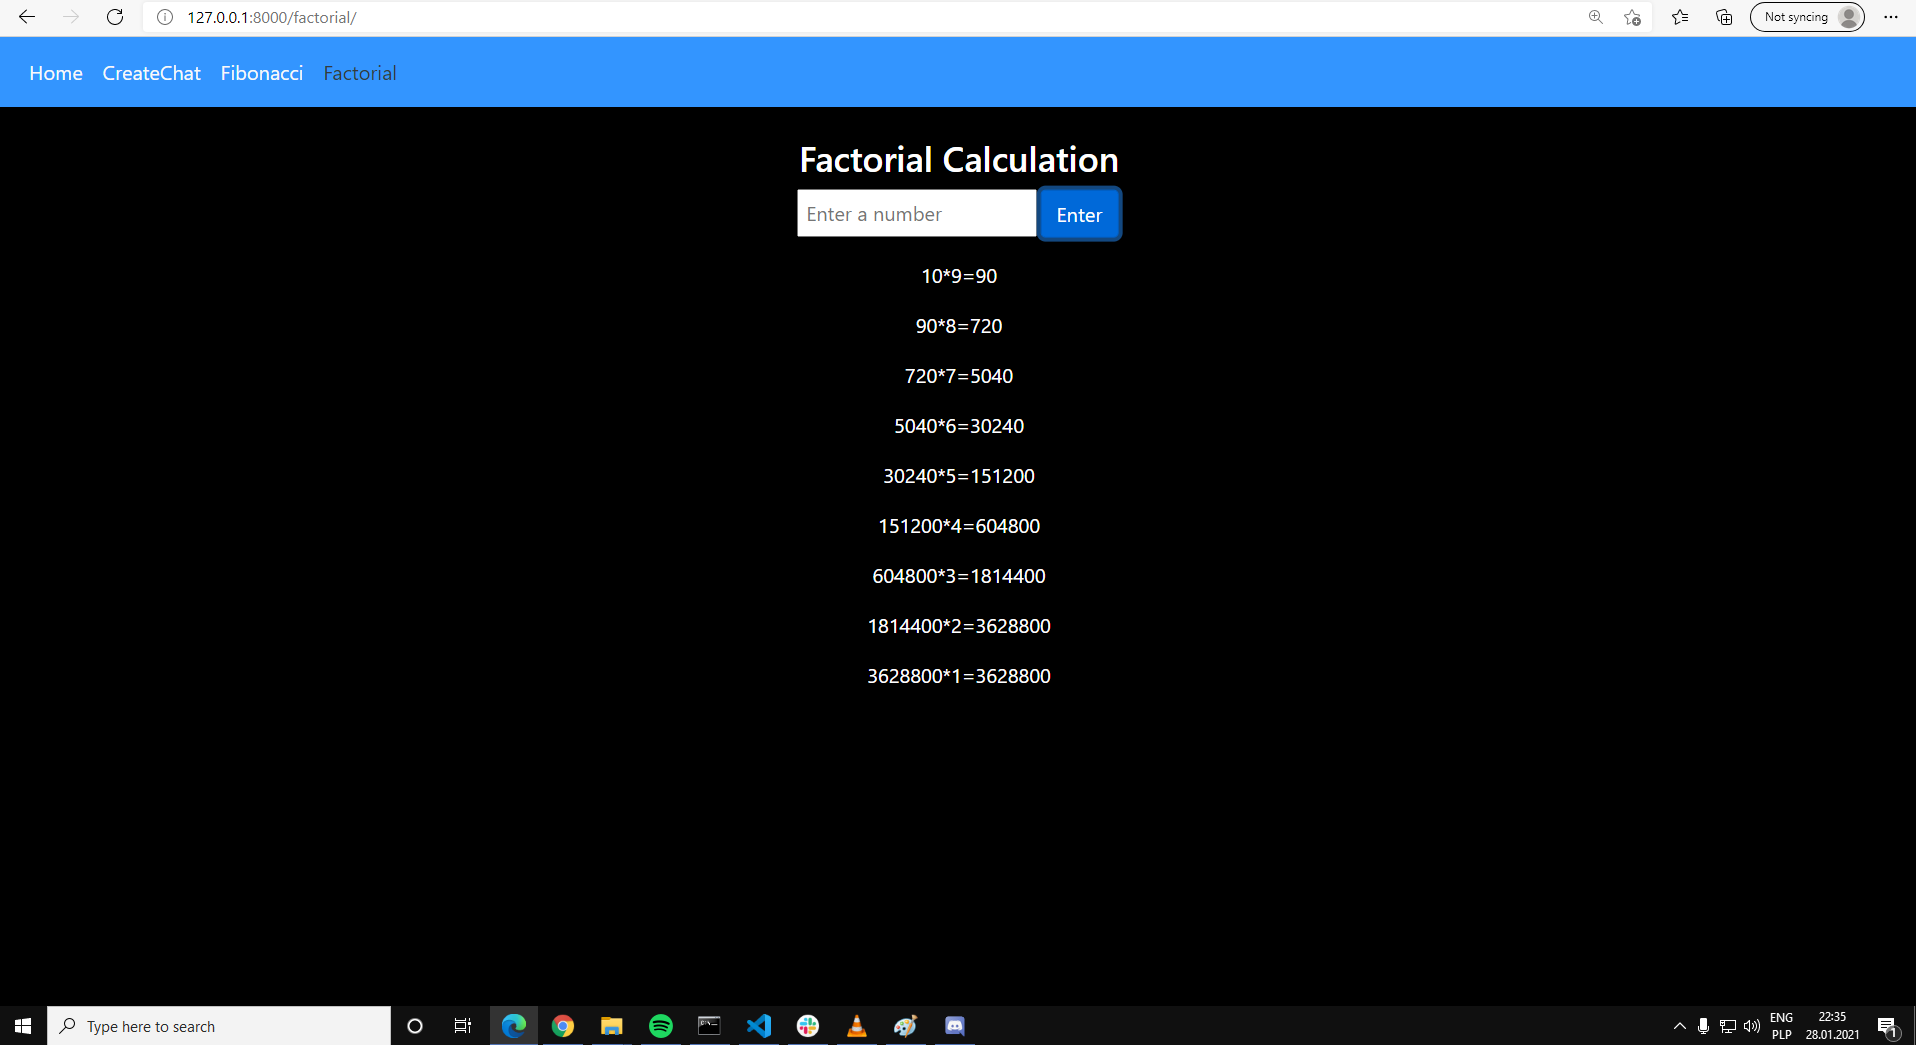 127.0.0.1:8000/factorial/
Not syncing
Home CreateChat Fibonacci Factorial
Factorial Calculation
Enter a number Enter
10*9=90
90*8=720
720*7=5040
5040*6=30240
30240*5=151200
151200*4=604800
604800*3=1814400
1814400*2=3628800
3628800*1=3628800
Type here to search
ENG
PLP
22:35
28.01.2021
1